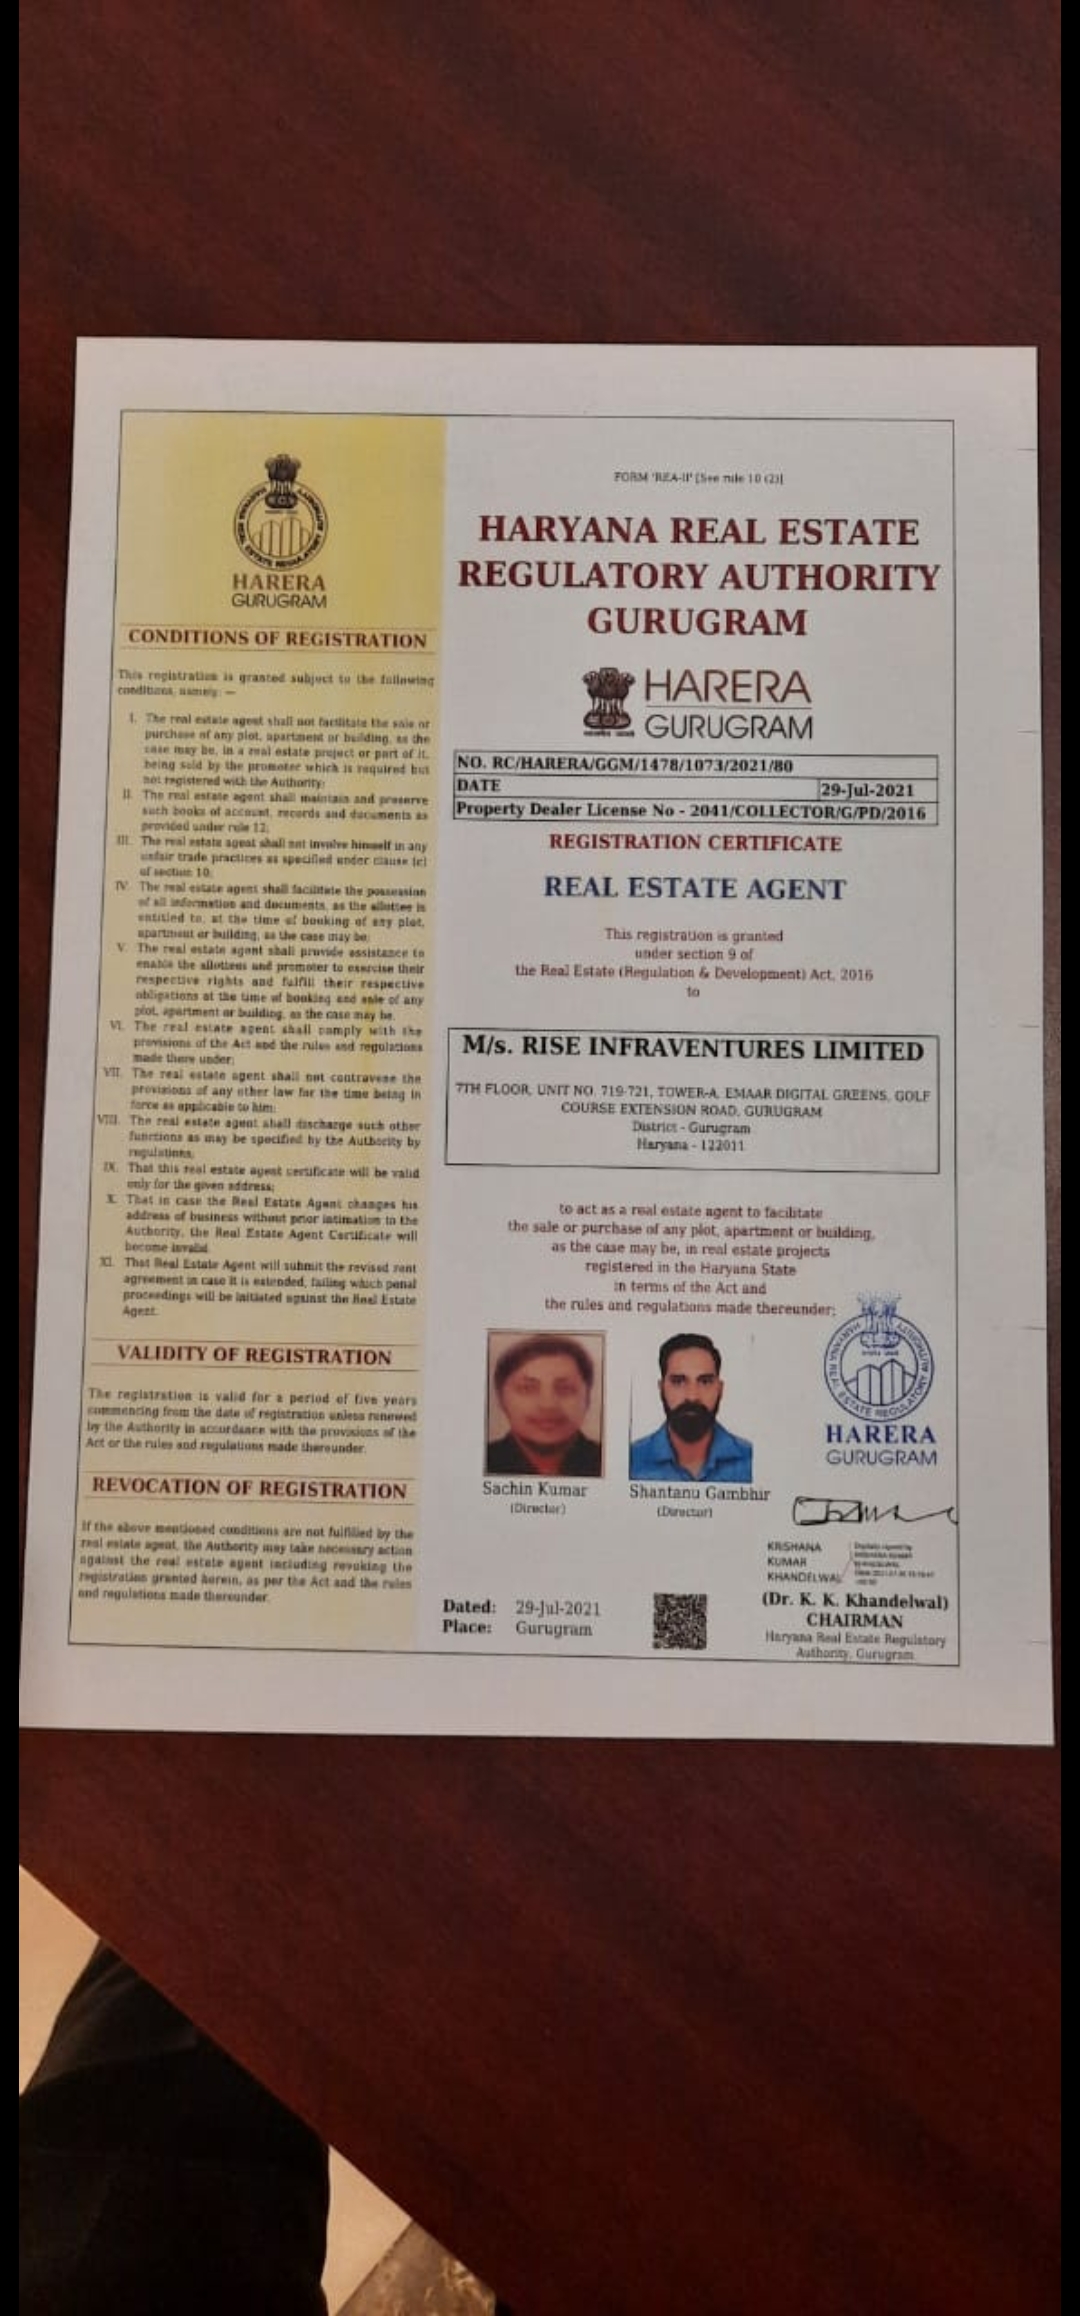 HARERA
GURUGRAM
CONDITIONS OF REGISTRATION
This registration is granted subject to the following
conditions, namely: —
I. The real estate agent shall not facilitate the sale or
purchase of any plot, apartment or building, as the
case may be, in a real estate project or part of it,
being sold by the promoter which is required but
not registered with the Authority;
II. The real estate agent shall maintain and preserve
such books of account, records and documents as
provided under rule 12;
III. The real estate agent shall not involve himself in any
unfair trade practices as specified under clause (c)
of section 10;
IV. The real estate agent shall facilitate the possession
of all information and documents, as the allottee is
entitled to, at the time of booking of any plot,
apartment or building, as the case may be;
V. The real estate agent shall provide assistance to
enable the allottees and promoter to exercise their
respective rights and fulfill their respective
obligations at the time of booking and sale of any
plot, apartment or building, as the case may be.
VI. The real estate agent shall comply with the
provisions of the Act and the rules and regulations
made there under;
VII. The real estate agent shall not contravene the
provisions of any other law for the time being in
force as applicable to him;
VIII. The real estate agent shall discharge such other
functions as may be specified by the Authority by
regulations;
IX. That this real estate agent certificate will be valid
only for the given address;
X. That in case the Real Estate Agent changes his
address of business without prior intimation to the
Authority, the Real Estate Agent Certificate will
become invalid.
XI. That Real Estate Agent will submit the revised rent
agreement in case it is extended, failing which penal
proceedings will be initiated against the Real Estate
Agent.
VALIDITY OF REGISTRATION
The registration is valid for a period of five years
commencing from the date of registration unless renewed
by the Authority in accordance with the provisions of the
Act or the rules and regulations made thereunder.
REVOCATION OF REGISTRATION
If the above mentioned conditions are not fulfilled by the
real estate agent, the Authority may take necessary action
against the real estate agent including revoking the
registration granted herein, as per the Act and the rules
and regulations made thereunder.
FORM 'REA-II' [See rule 10 (2)]
HARYANA REAL ESTATE
REGULATORY AUTHORITY
GURUGRAM
HARERA
GURUGRAM
NO. RC/HARERA/GGM/1478/1073/2021/80
DATE 29-Jul-2021
Property Dealer License No - 2041/COLLECTOR/G/PD/2016
REGISTRATION CERTIFICATE
REAL ESTATE AGENT
This registration is granted
under section 9 of
the Real Estate (Regulation & Development) Act, 2016
to
M/s. RISE INFRAVENTURES LIMITED
7TH FLOOR, UNIT NO. 719-721, TOWER-A, EMAAR DIGITAL GREENS, GOLF
COURSE EXTENSION ROAD, GURUGRAM
District - Gurugram
Haryana - 122011
to act as a real estate agent to facilitate
the sale or purchase of any plot, apartment or building,
as the case may be, in real estate projects
registered in the Haryana State
in terms of the Act and
the rules and regulations made thereunder;
HARYANA REAL ESTATE REGULATORY AUTHORITY
HARERA
GURUGRAM
Sachin Kumar
(Director)
Shantanu Gambhir
(Director)
KRISHANA
KUMAR
KHANDELWAL
Digitally signed by
(Dr. K. K. Khandelwal)
CHAIRMAN
Haryana Real Estate Regulatory
Authority, Gurugram
Dated: 29-Jul-2021
Place: Gurugram